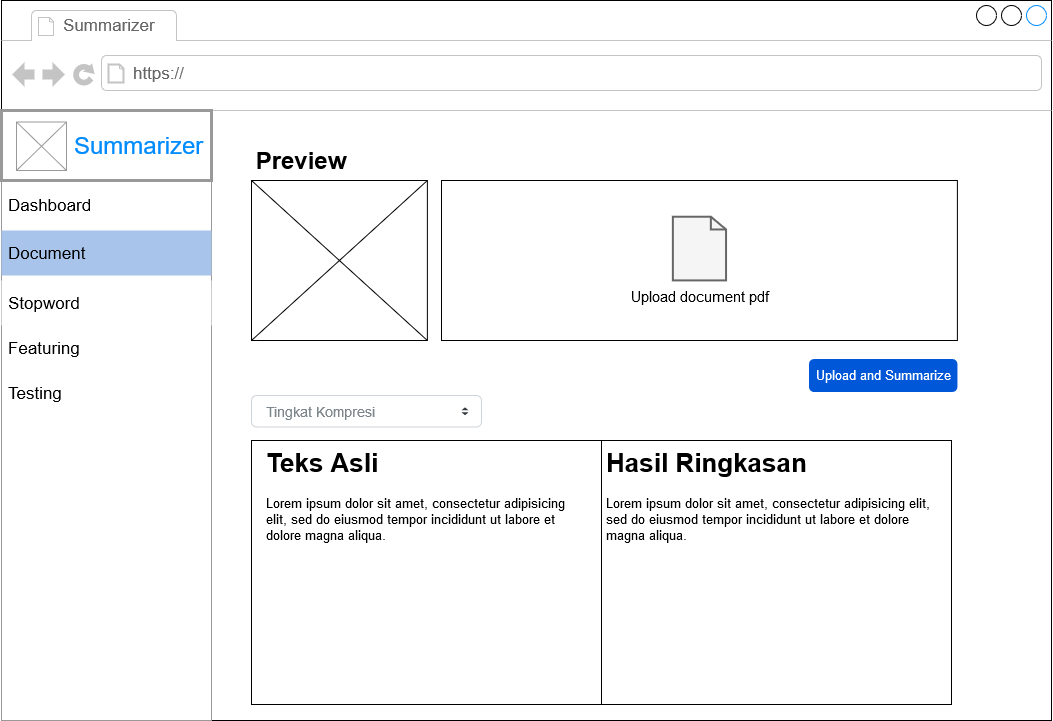 Summarizer
https://
Summarizer
Dashboard
Document
Stopword
Featuring
Testing
Preview
Upload document pdf
Upload and Summarize
Tingkat Kompresi
Teks Asli
Lorem ipsum dolor sit amet, consectetur adipisicing
elit, sed do eiusmod tempor incididunt ut labore et
dolore magna aliqua.
Hasil Ringkasan
Lorem ipsum dolor sit amet, consectetur adipisicing elit,
sed do eiusmod tempor incididunt ut labore et dolore
magna aliqua.